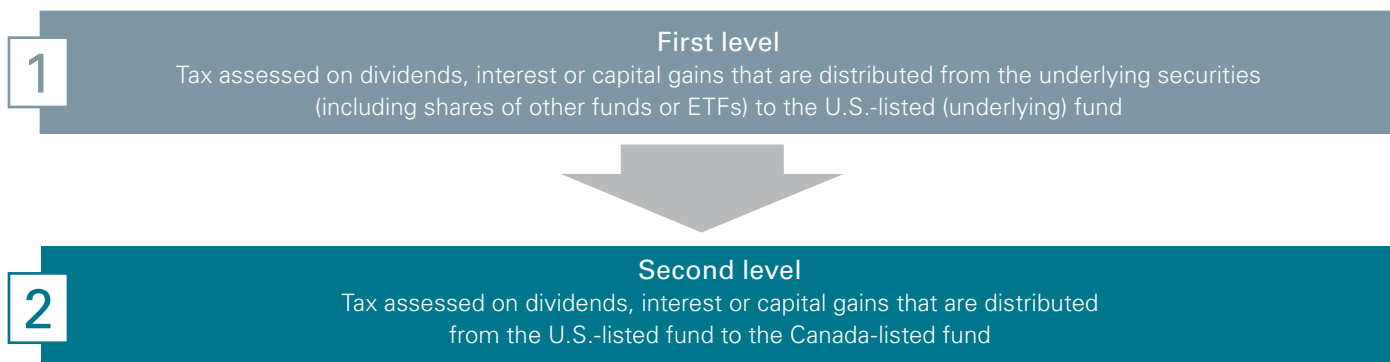 1
First level
Tax assessed on dividends, interest or capital gains that are distributed from the underlying securities
(including shares of other funds or ETFs) to the U.S.-listed (underlying) fund
2
Second level
Tax assessed on dividends, interest or capital gains that are distributed
from the U.S.-listed fund to the Canada-listed fund